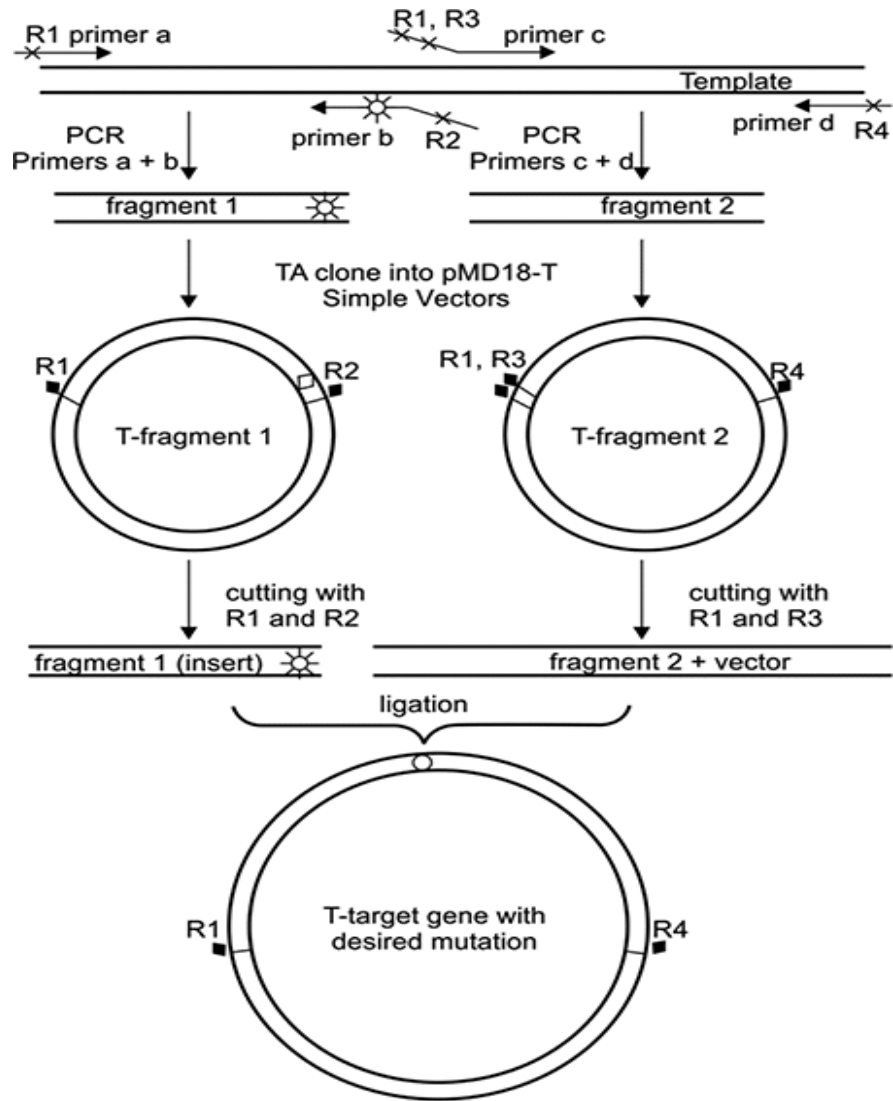 R1 primer a
R1, R3
primer c
Template
primer b
R2
primer d
R4
PCR
Primers a + b
PCR
Primers c + d
fragment 1
fragment 2
TA clone into pMD18-T
Simple Vectors
R1
R2
T-fragment 1
R1, R3
R4
T-fragment 2
cutting with
R1 and R2
cutting with
R1 and R3
fragment 1 (insert)
fragment 2 + vector
ligation
R1
R4
T-target gene with
desired mutation